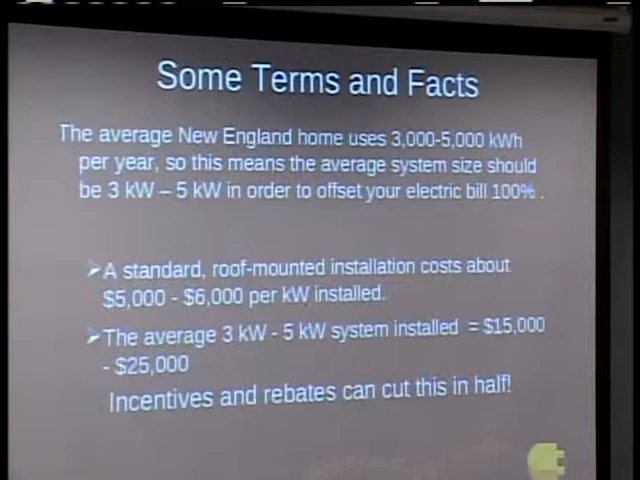 Some Terms and Facts
The average New England home uses 3,000-5,000 kWh
per year, so this means the average system size should
be 3 kW – 5 kW in order to offset your electric bill 100% .
➢A standard, roof-mounted installation costs about
$5,000 - $6,000 per kW installed.
➢The average 3 kW - 5 kW system installed = $15,000
- $25,000
Incentives and rebates can cut this in half!